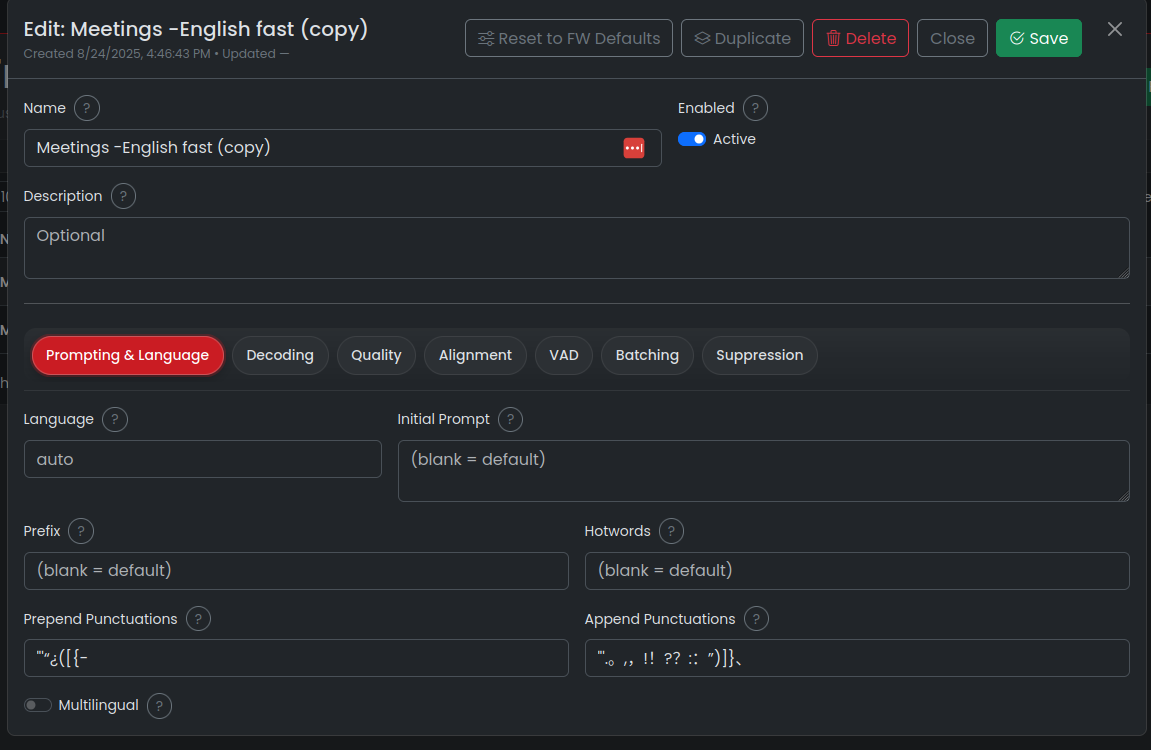 Edit: Meetings -English fast (copy)
Created 8/24/2025, 4:46:43 PM • Updated —
Reset to FW Defaults
Duplicate
Delete
Close
Save
Name ?
Enabled ?
Meetings -English fast (copy)
Active
Description ?
Optional
Prompting & Language
Decoding
Quality
Alignment
VAD
Batching
Suppression
Language ?
Initial Prompt ?
auto
(blank = default)
Prefix ?
Hotwords ?
(blank = default)
(blank = default)
Prepend Punctuations ?
Append Punctuations ?
"'“¿([{-
"'.。,，!！?？:：”)]}、
Multilingual ?